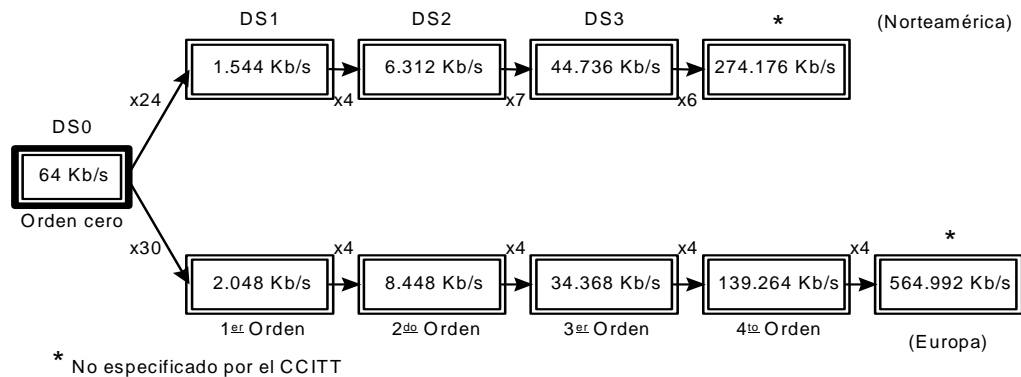 DS1 DS2 DS3 * (Norteamérica)
1.544 Kb/s 6.312 Kb/s 44.736 Kb/s 274.176 Kb/s
x24 x4 x7 x6
DS0
64 Kb/s
Orden cero
x30 x4 x4 x4 x4 *
2.048 Kb/s 8.448 Kb/s 34.368 Kb/s 139.264 Kb/s 564.992 Kb/s
1er Orden 2do Orden 3er Orden 4to Orden
(Europa)
* No especificado por el CCITT